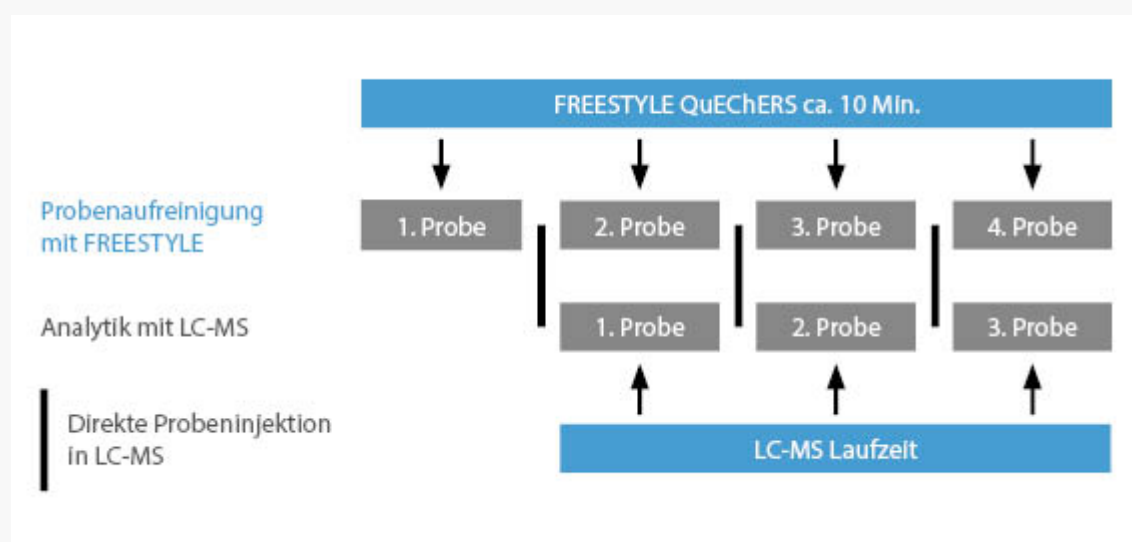 FREESTYLE QuEChERS ca. 10 Min.
Probenaufreinigung
mit FREESTYLE
1. Probe
2. Probe
3. Probe
4. Probe
Analytik mit LC-MS
1. Probe
2. Probe
3. Probe
Direkte Probeninjektion
in LC-MS
LC-MS Laufzeit